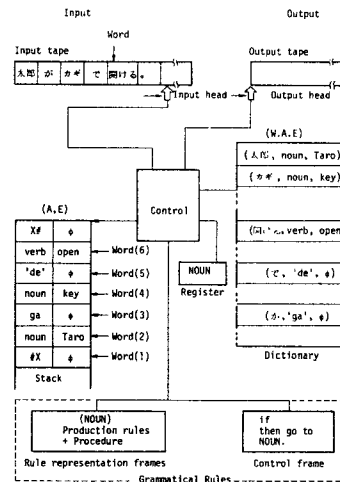 Input
Output
Word
Input tape
Output tape
太郎 が カギ で 開ける 。
Input head
Output head
(W.A.E)
(太郎, noun, Taro)
(カギ, noun, key)
Control
(A,E)
X# φ
verb open
Word(6)
verb, open
'de' φ
Word(5)
NOUN
noun key
Word(4)
Register
(で, 'de', φ)
ga φ
Word(3)
noun Taro
Word(2)
(が, 'ga', φ)
#X φ
Word(1)
Stack
Dictionary
(NOUN)
Production rules
+ Procedure
if
then go to
NOUN.
Rule representation frames
Control frame
Grammatical Rules